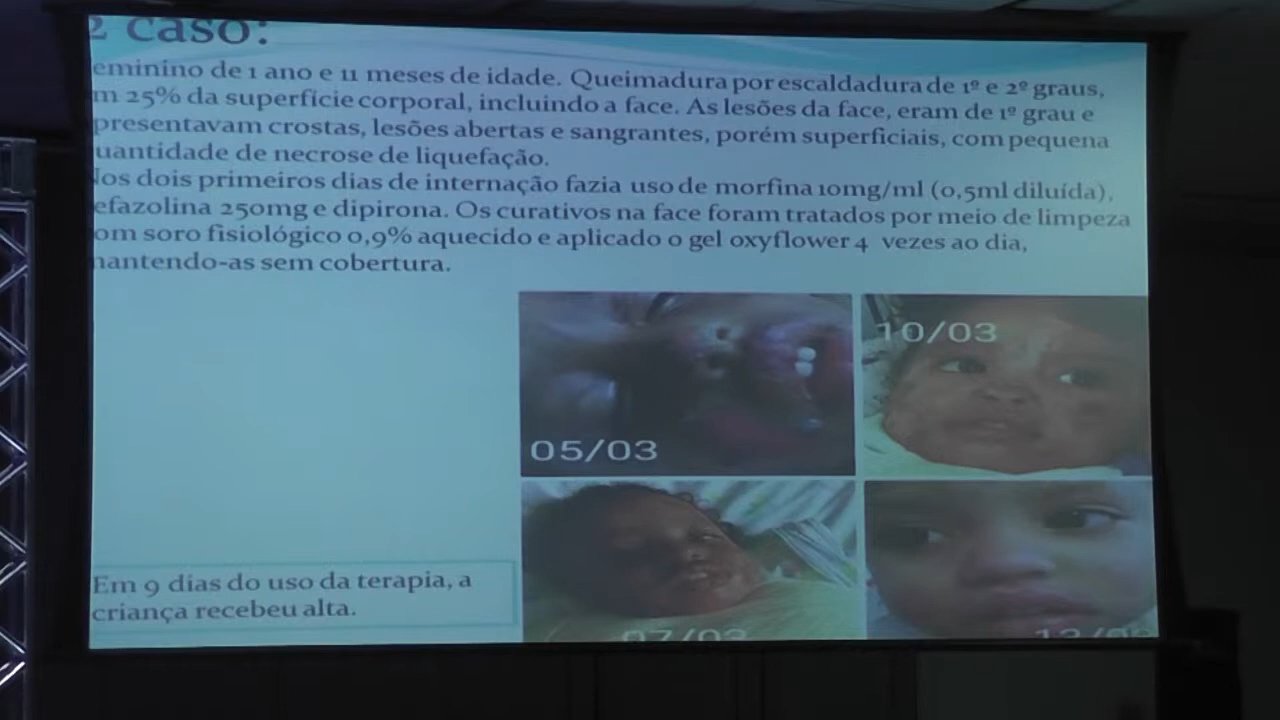 2 caso:
eminino de 1 ano e 11 meses de idade. Queimadura por escaldadura de 1º e 2º graus,
m 25% da superfície corporal, incluindo a face. As lesões da face, eram de 1º grau e
presentavam crostas, lesões abertas e sangrantes, porém superficiais, com pequena
uantidade de necrose de liquefação.
Nos dois primeiros dias de internação fazia uso de morfina 10mg/ml (0,5ml diluída),
efazolina 250mg e dipirona. Os curativos na face foram tratados por meio de limpeza
om soro fisiológico 0,9% aquecido e aplicado o gel oxyflower 4 vezes ao dia,
mantendo-as sem cobertura.
10/03
05/03
Em 9 dias do uso da terapia, a
criança recebeu alta.
07/03